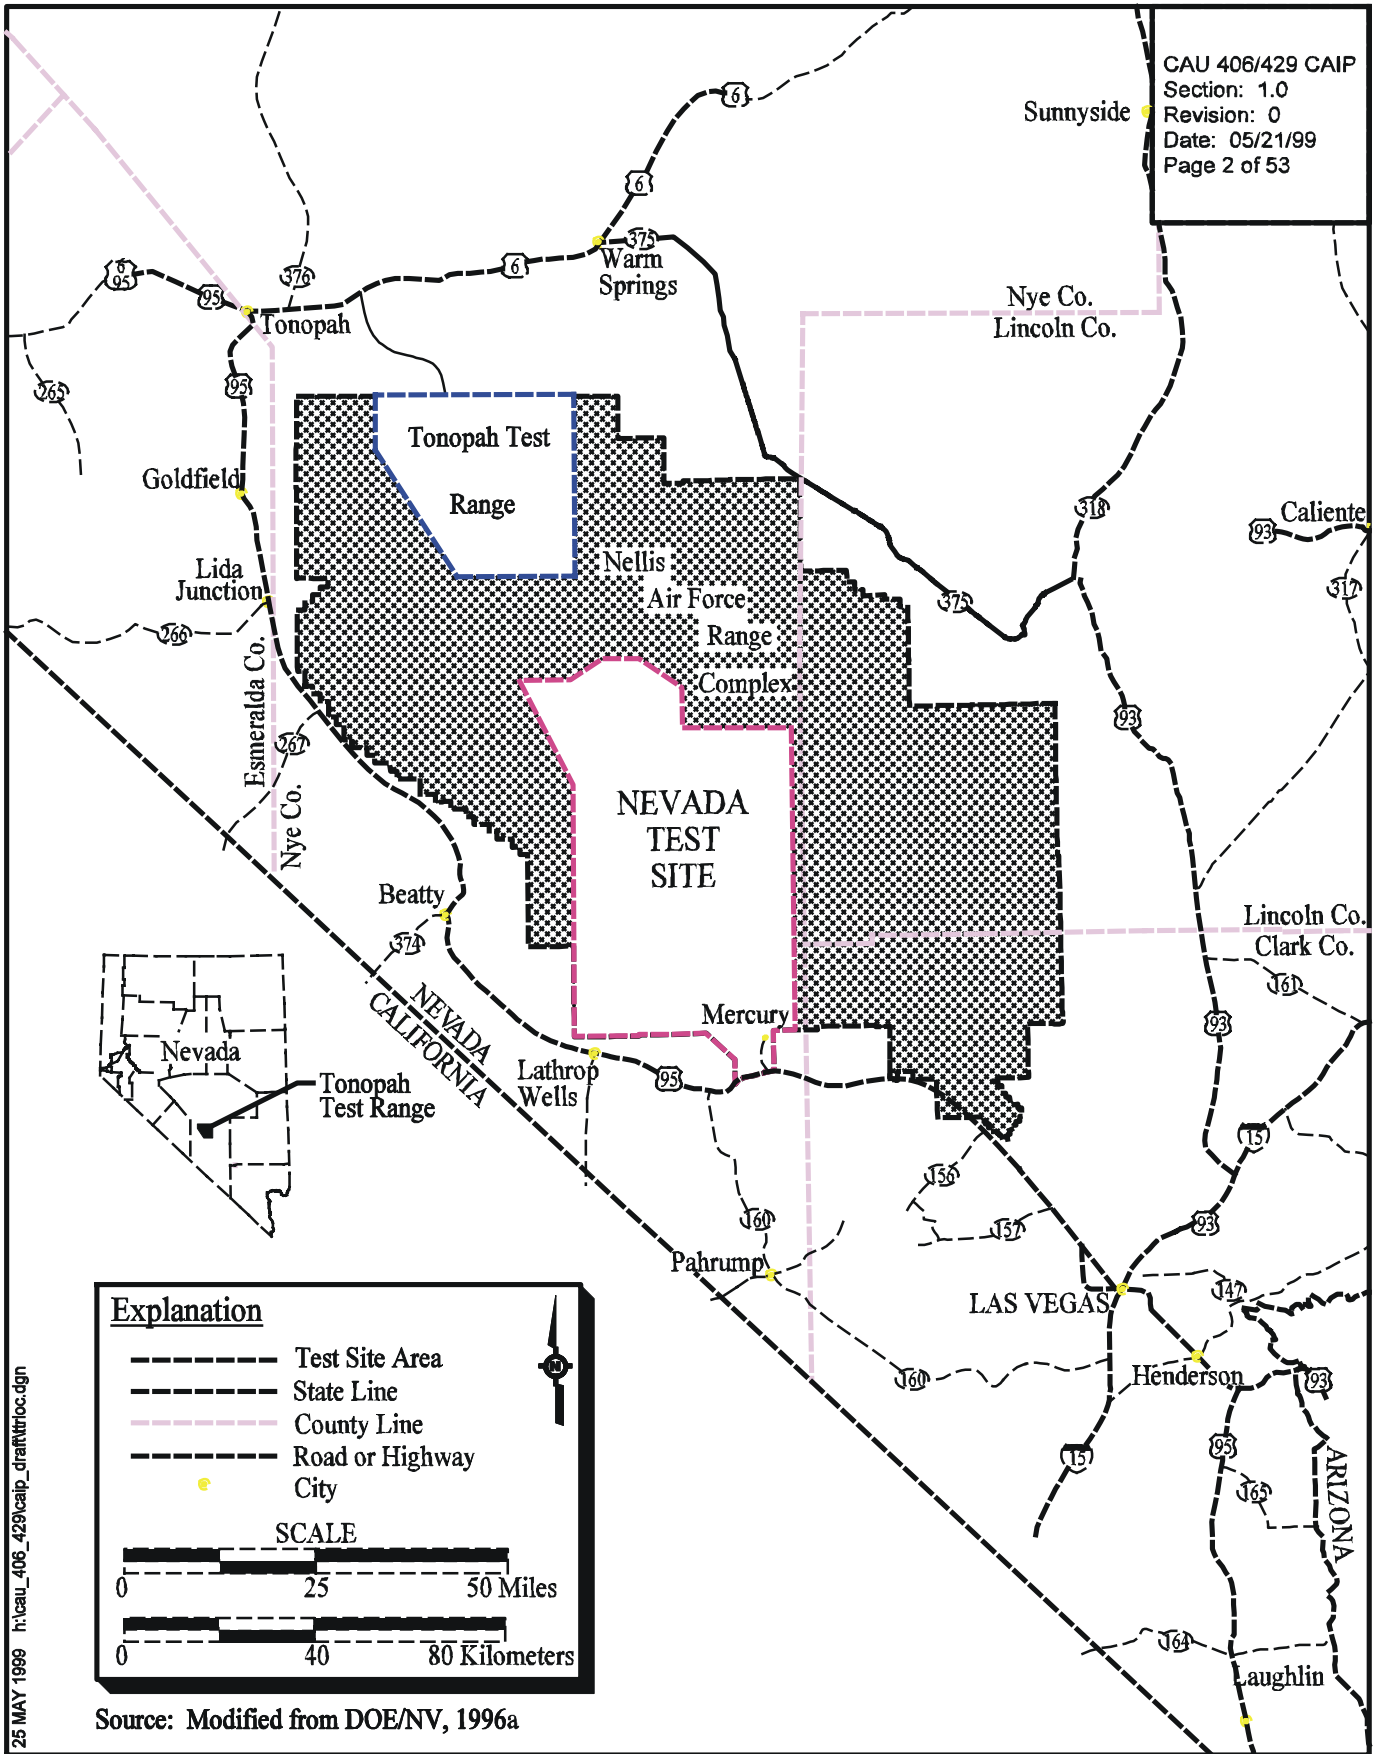 CAU 406/429 CAIP
Section: 1.0
Revision: 0
Date: 05/21/99
Page 2 of 53
Sunnyside
6
6
375
Warm
Springs
6
376
6
95
95
Tonopah
Nye Co.
Lincoln Co.
95
265
Tonopah Test
Range
Goldfield
318
Caliente
93
Nellis
Air Force
Range
Complex
Lida
Junction
266
375
317
Esmeralda Co.
Nye Co.
267
93
NEVADA
TEST
SITE
Beatty
374
Lincoln Co.
Clark Co.
161
NEVADA
CALIFORNIA
Mercury
93
Lathrop
Wells
95
Nevada
Tonopah
Test Range
15
156
160
157
93
Pahrump
LAS VEGAS
147
160
Henderson
93
15
95
165
ARIZONA
164
Laughlin
Explanation
N
Test Site Area
State Line
County Line
Road or Highway
City
SCALE
0 25 50 Miles
0 40 80 Kilometers
Source: Modified from DOE/NV, 1996a
25 MAY 1999 h:\cau_406_429\caip_draft\ttrloc.dgn